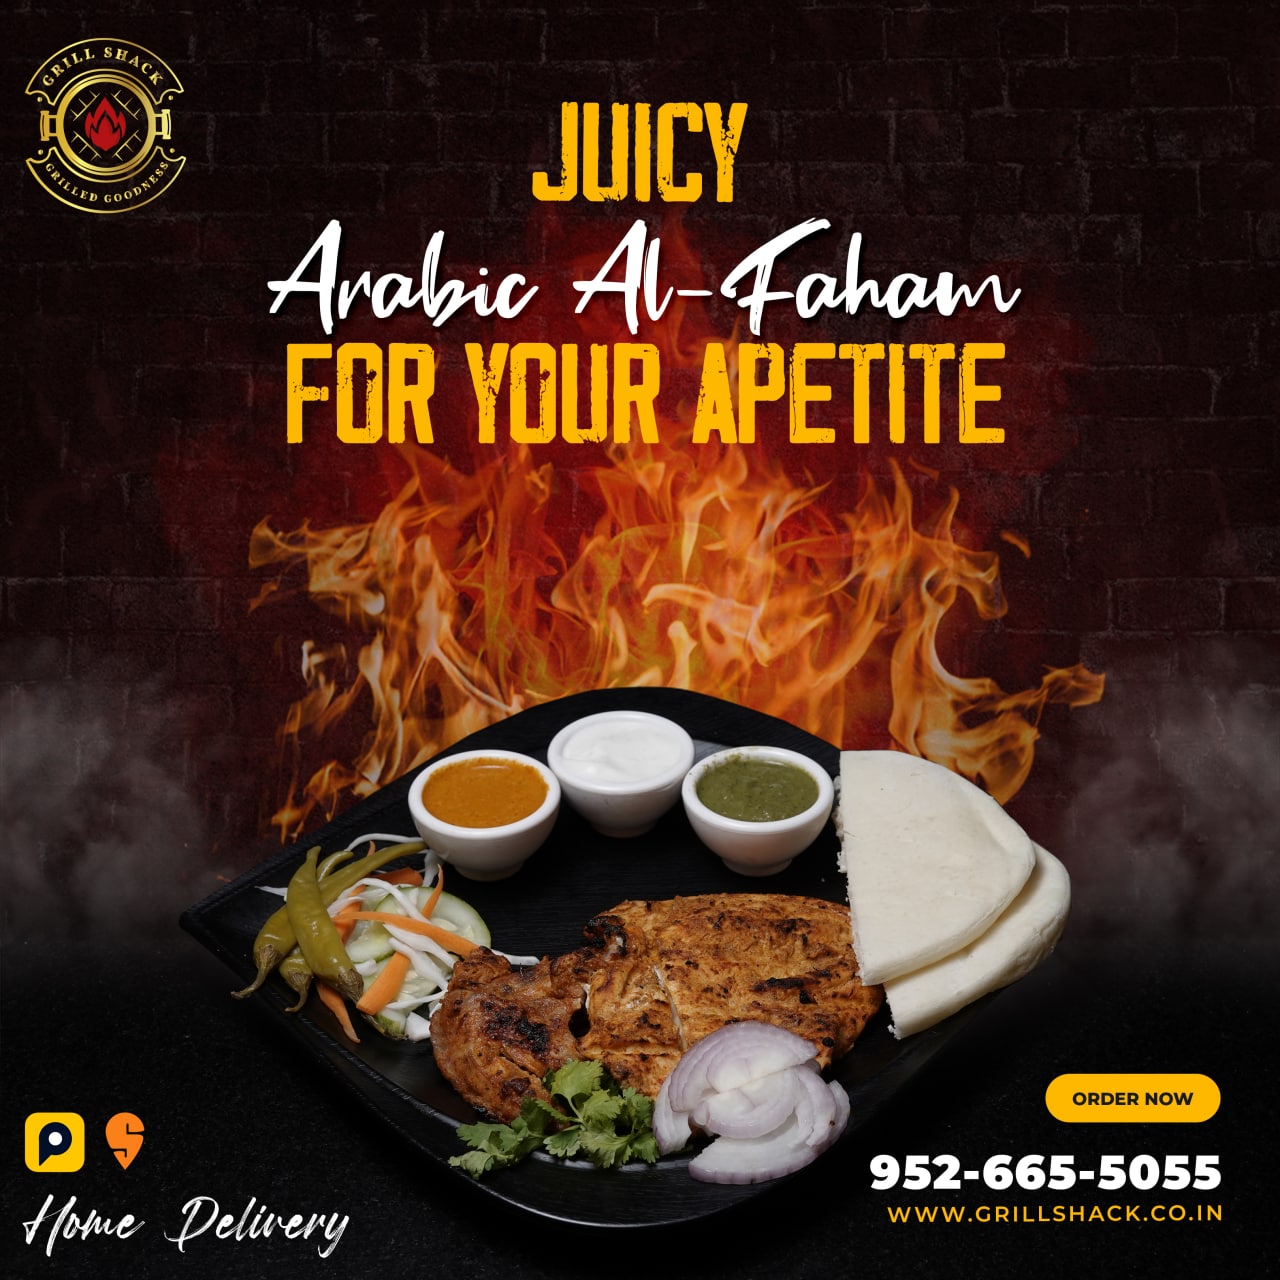 GRILL SHACK
GRILLED GOODNESS
JUICY
Arabic Al-Faham
FOR YOUR APETITE
ORDER NOW
952-665-5055
WWW.GRILLSHACK.CO.IN
Home Delivery